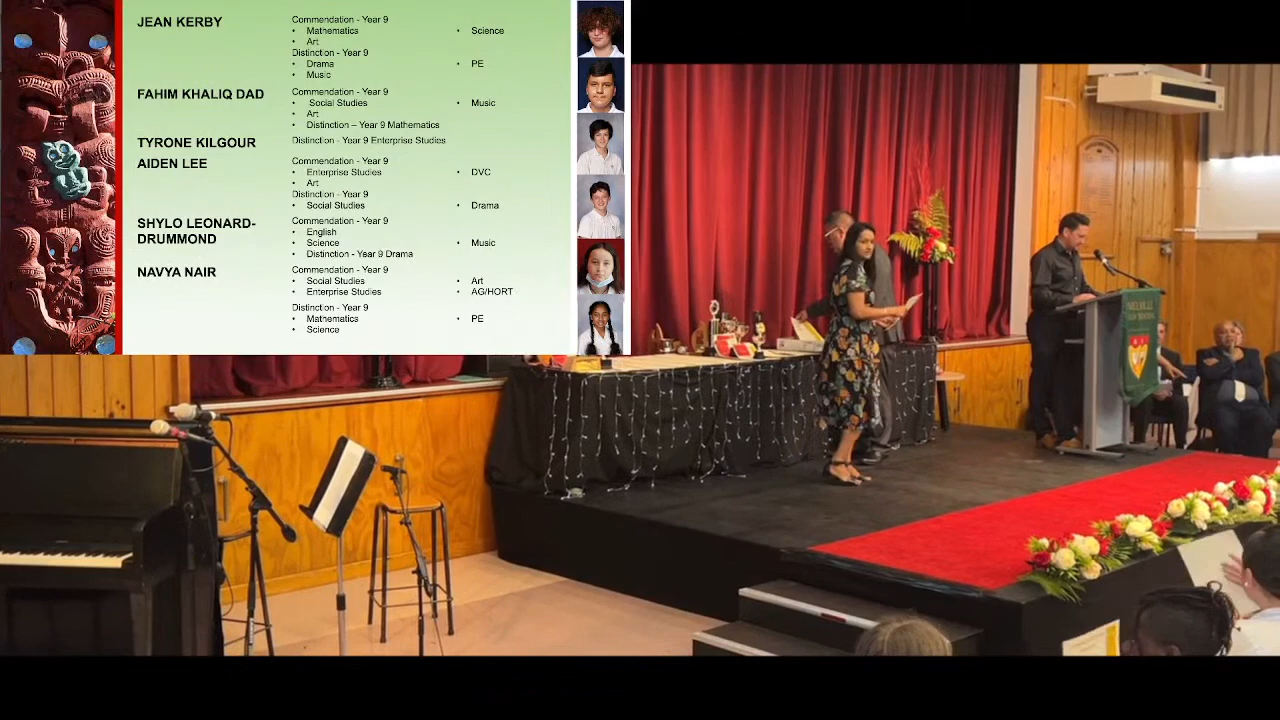 JEAN KERBY
Commendation - Year 9
• Mathematics • Science
• Art
Distinction - Year 9
• Drama • PE
• Music
FAHIM KHALIQ DAD
Commendation - Year 9
• Social Studies • Music
• Art
• Distinction – Year 9 Mathematics
TYRONE KILGOUR
Distinction - Year 9 Enterprise Studies
AIDEN LEE
Commendation - Year 9
• Enterprise Studies • DVC
• Art
Distinction - Year 9
• Social Studies • Drama
SHYLO LEONARD-
DRUMMOND
Commendation - Year 9
• English
• Science • Music
• Distinction - Year 9 Drama
NAVYA NAIR
Commendation - Year 9
• Social Studies • Art
• Enterprise Studies • AG/HORT
Distinction - Year 9
• Mathematics • PE
• Science
MELVILLE
HIGH SCHOOL